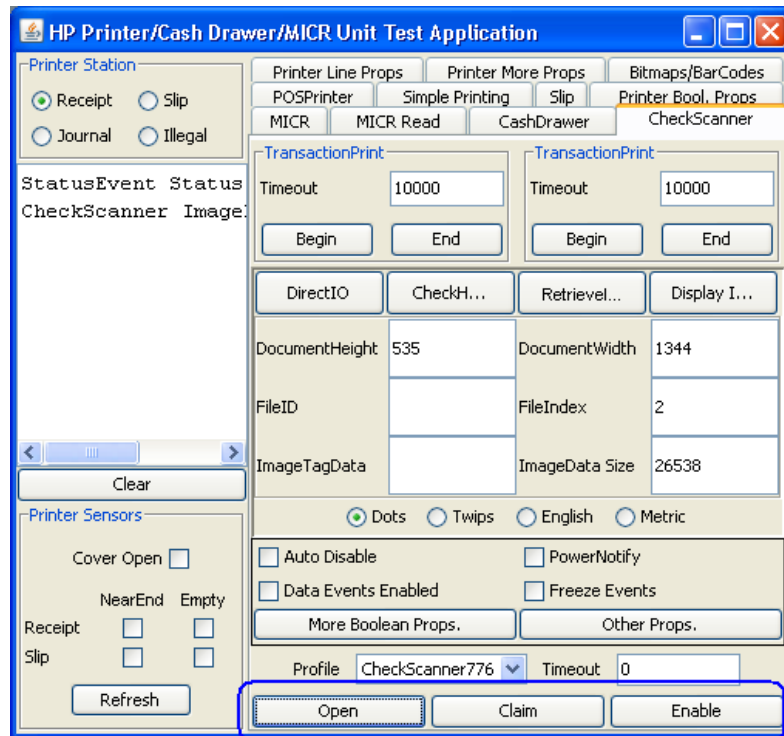 HP Printer/Cash Drawer/MICR Unit Test Application
Printer Station
Receipt Slip
Journal Illegal
StatusEvent Status
CheckScanner Image
Clear
Printer Sensors
Cover Open
NearEnd Empty
Receipt
Slip
Refresh
Printer Line Props Printer More Props Bitmaps/BarCodes
POSPrinter Simple Printing Slip Printer Bool. Props
MICR MICR Read CashDrawer CheckScanner
TransactionPrint TransactionPrint
Timeout 10000 Timeout 10000
Begin End Begin End
DirectIO CheckH... RetrieveI... Display I...
DocumentHeight 535 DocumentWidth 1344
FileID FileIndex 2
ImageTagData ImageData Size 26538
Dots Twips English Metric
Auto Disable PowerNotify
Data Events Enabled Freeze Events
More Boolean Props. Other Props.
Profile CheckScanner776 Timeout 0
Open Claim Enable